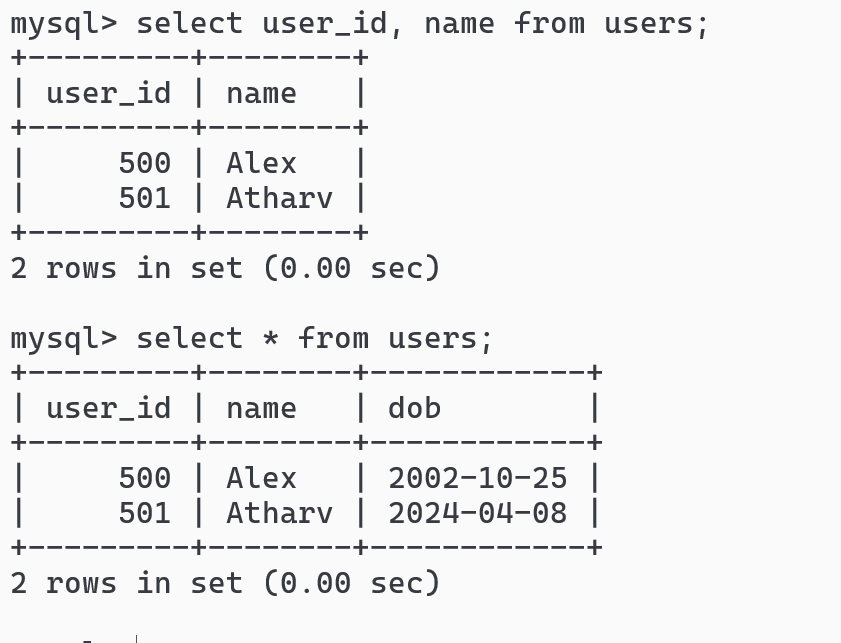 mysql> select user_id, name from users;
+---------+--------+
| user_id | name   |
+---------+--------+
|     500 | Alex   |
|     501 | Atharv |
+---------+--------+
2 rows in set (0.00 sec)

mysql> select * from users;
+---------+--------+------------+
| user_id | name   | dob        |
+---------+--------+------------+
|     500 | Alex   | 2002-10-25 |
|     501 | Atharv | 2024-04-08 |
+---------+--------+------------+
2 rows in set (0.00 sec)